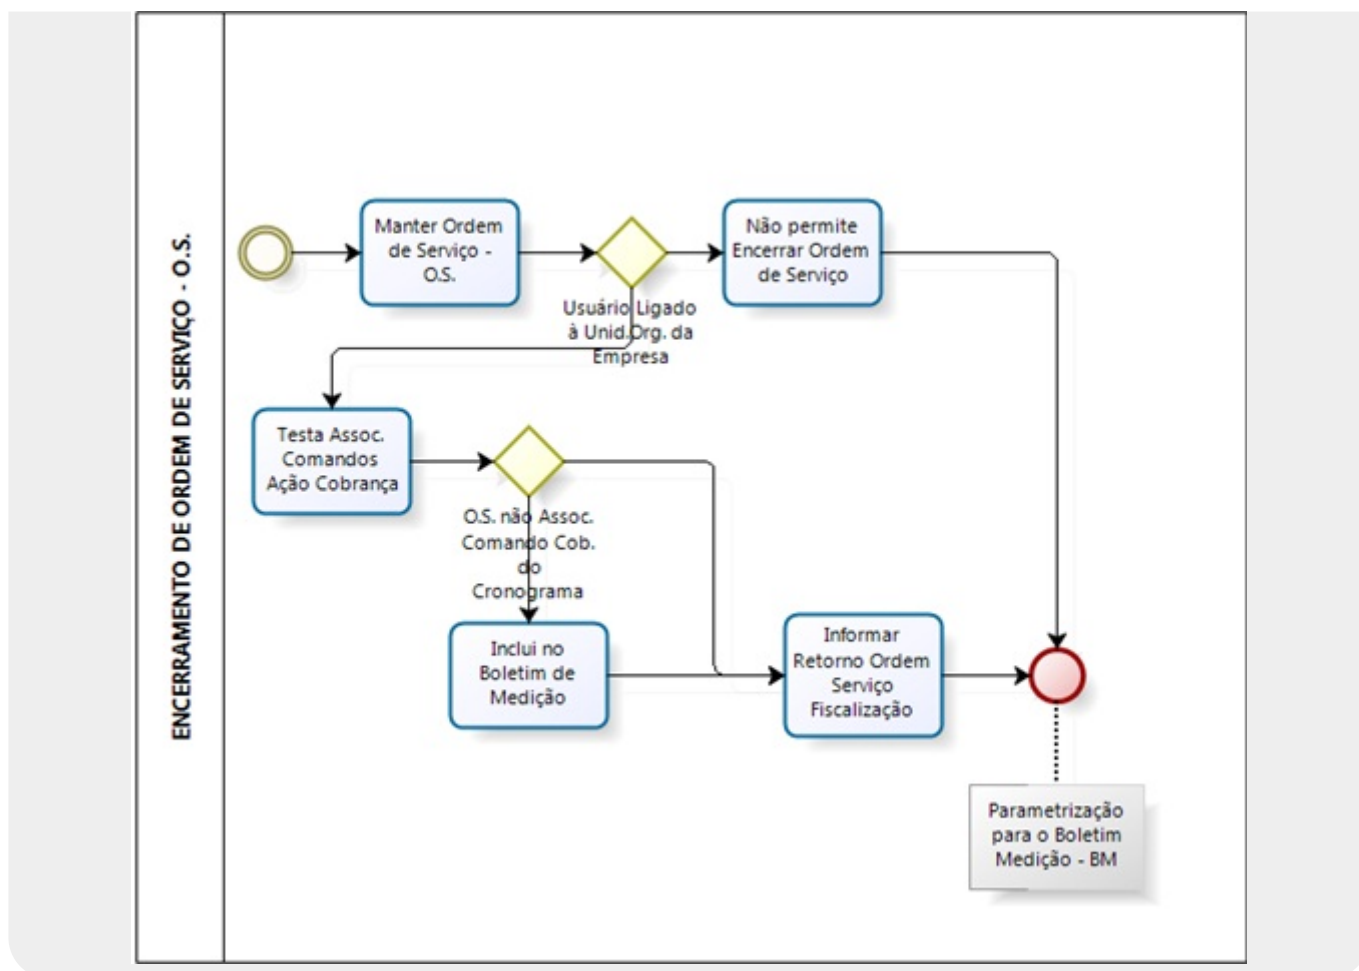 ENCERRAMENTO DE ORDEM DE SERVIÇO - O.S.
Manter Ordem
de Serviço -
O.S.
Usuário Ligado
à Unid.Org. da
Empresa
Não permite
Encerrar Ordem
de Serviço
Testa Assoc.
Comandos
Ação Cobrança
O.S. não Assoc.
Comando Cob.
do
Cronograma
Inclui no
Boletim de
Medição
Informar
Retorno Ordem
Serviço
Fiscalização
Parametrização
para o Boletim
Medição - BM